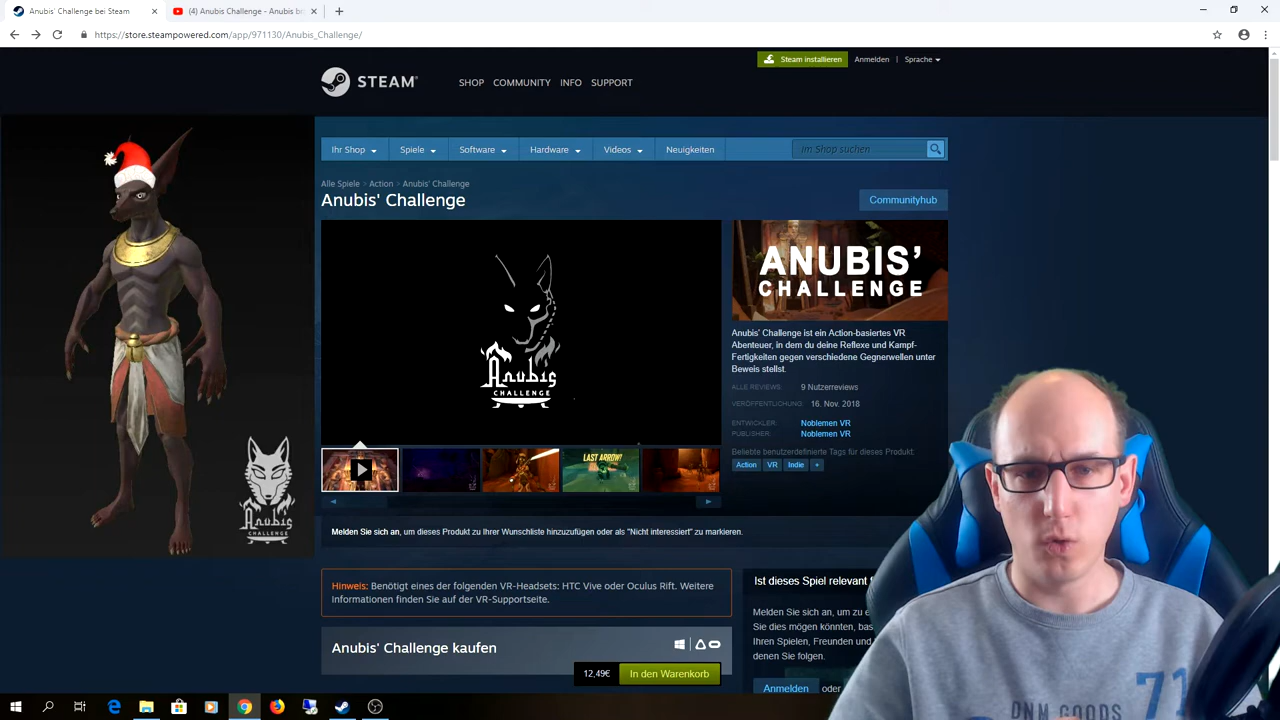 Anubis' Challenge bei Steam
(4) Anubis Challenge - Anubis br
https://store.steampowered.com/app/971130/Anubis_Challenge/
Steam installieren
Anmelden | Sprache
STEAM
SHOP COMMUNITY INFO SUPPORT
Ihr Shop Spiele Software Hardware Videos Neuigkeiten
im Shop suchen
Alle Spiele > Action > Anubis' Challenge
Anubis' Challenge
Communityhub
Anubis
CHALLENGE
ANUBIS'
CHALLENGE
Anubis' Challenge ist ein Action-basiertes VR
Abenteuer, in dem du deine Reflexe und Kampf-
Fertigkeiten gegen verschiedene Gegnerwellen unter
Beweis stellst.
ALLE REVIEWS: 9 Nutzerreviews
VERÖFFENTLICHUNG: 16. Nov. 2018
ENTWICKLER: Noblemen VR
PUBLISHER: Noblemen VR
Beliebte benutzerdefinierte Tags für dieses Produkt:
Action VR Indie +
LAST ARROW!
Anubis
CHALLENGE
Melden Sie sich an, um dieses Produkt zu Ihrer Wunschliste hinzuzufügen oder als "Nicht interessiert" zu markieren.
Hinweis: Benötigt eines der folgenden VR-Headsets: HTC Vive oder Oculus Rift. Weitere
Informationen finden Sie auf der VR-Supportseite.
Ist dieses Spiel relevant f
Melden Sie sich an, um zu e
Sie dies mögen könnten, bas
Ihren Spielen, Freunden und
denen Sie folgen.
Anmelden oder
Anubis' Challenge kaufen
12,49€ In den Warenkorb
71
DNM GOODS